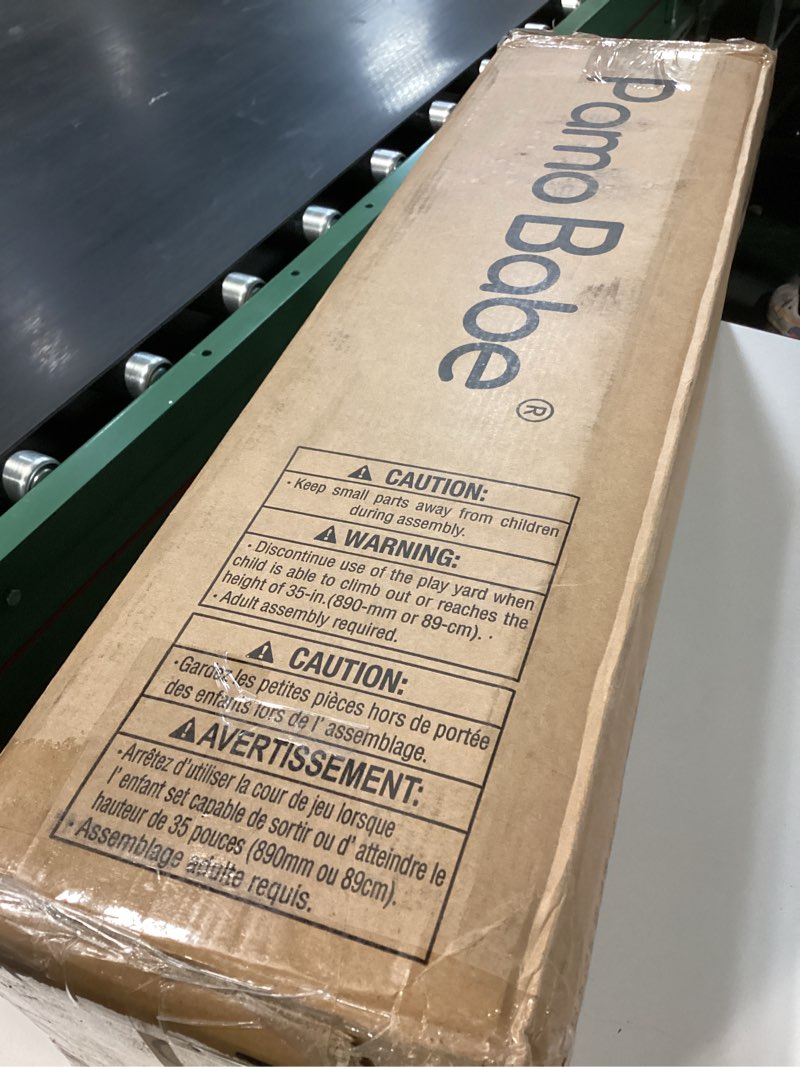 Pamo Babe ®
⚠ CAUTION:
· Keep small parts away from children
during assembly.
⚠ WARNING:
· Discontinue use of the play yard when
child is able to climb out or reaches the
height of 35-in.(890-mm or 89-cm). ·
· Adult assembly required.
⚠ CAUTION:
· Gardez les petites pièces hors de portée
des enfants lors de l' assemblage.
⚠ AVERTISSEMENT:
· Arrêtez d'utiliser la cour de jeu lorsque
l' enfant set capable de sortir ou d' atteindre le
hauteur de 35 pouces (890mm ou 89cm).
· Assemblage adulte requis.